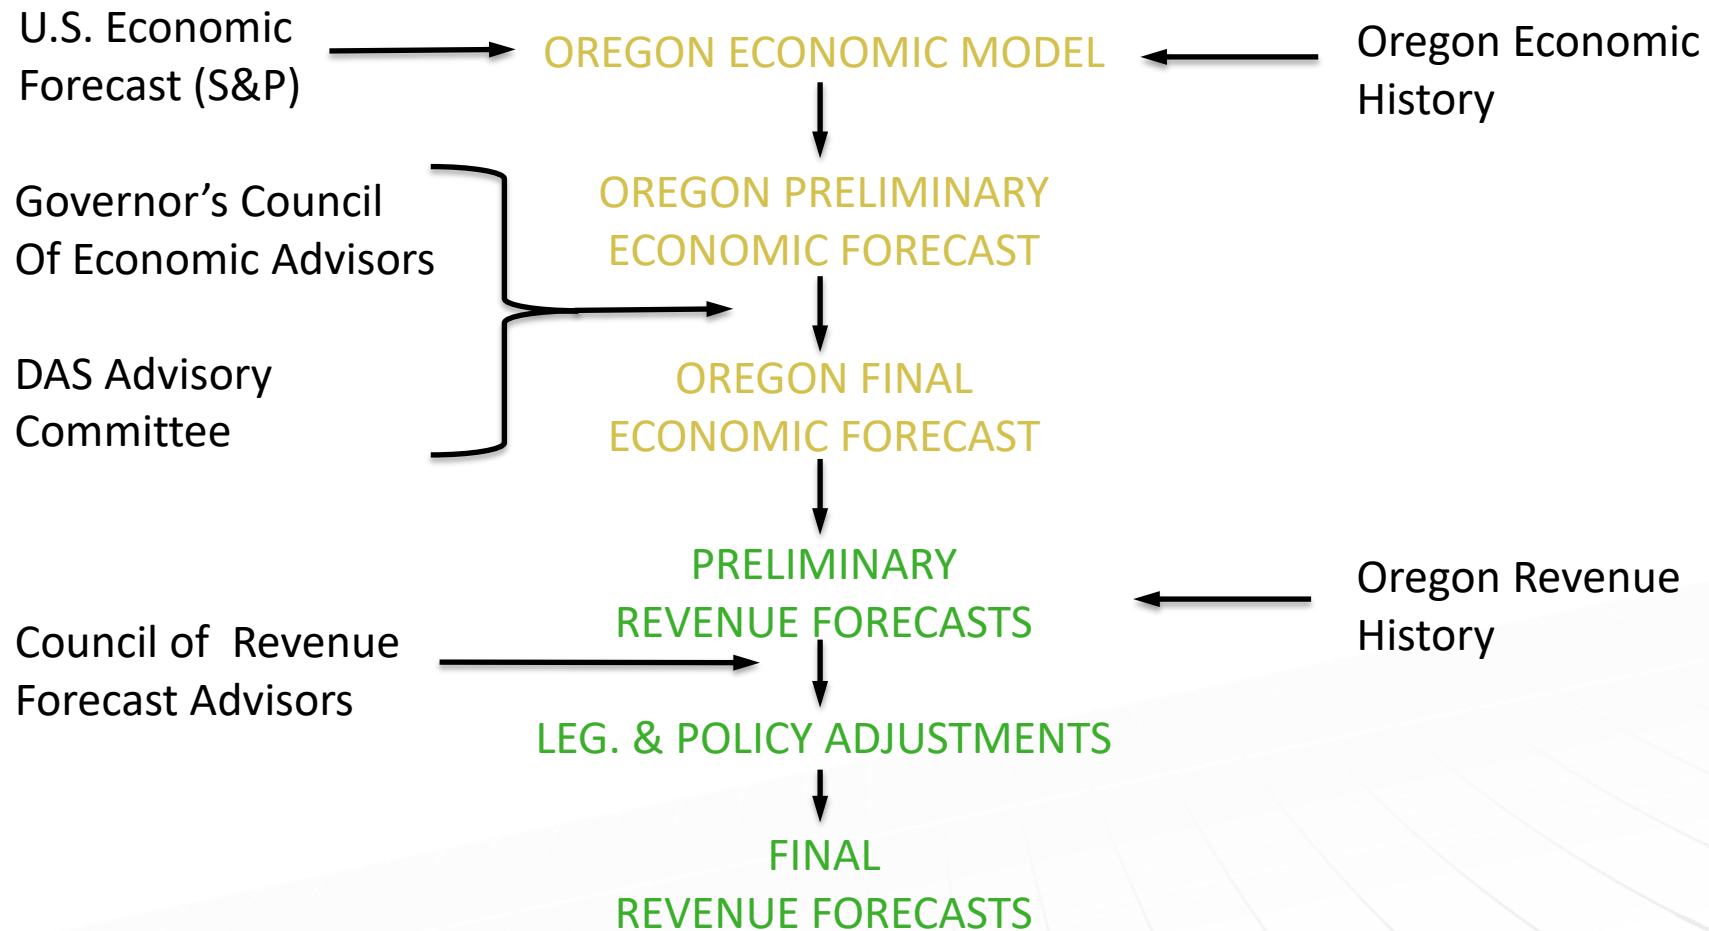 U.S. Economic
Forecast (S&P)
OREGON ECONOMIC MODEL
Oregon Economic
History
Governor’s Council
Of Economic Advisors
OREGON PRELIMINARY
ECONOMIC FORECAST
DAS Advisory
Committee
OREGON FINAL
ECONOMIC FORECAST
PRELIMINARY
REVENUE FORECASTS
Oregon Revenue
History
Council of  Revenue
Forecast Advisors
LEG. & POLICY ADJUSTMENTS
FINAL
REVENUE FORECASTS